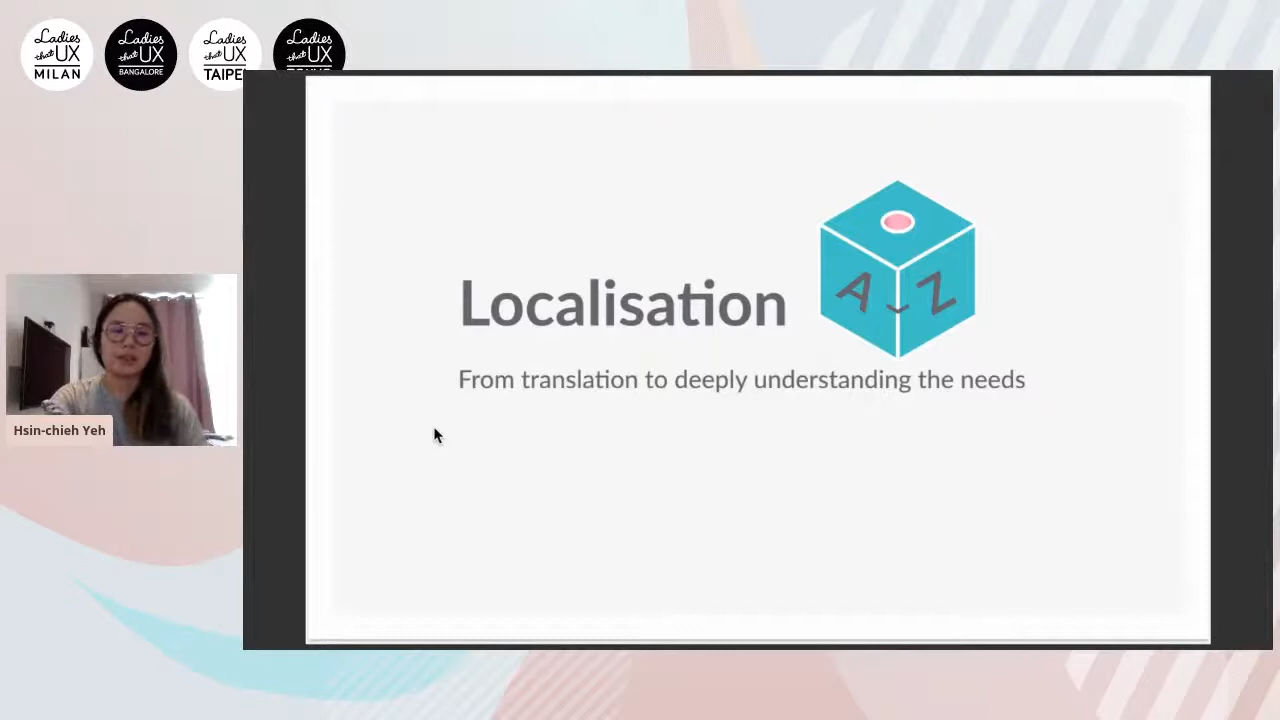 Ladies
that UX
MILAN
Ladies
that UX
BANGALORE
Ladies
that UX
TAIPE
Ladies
that UX
Localisation
A
Z
From translation to deeply understanding the needs
Hsin-chieh Yeh